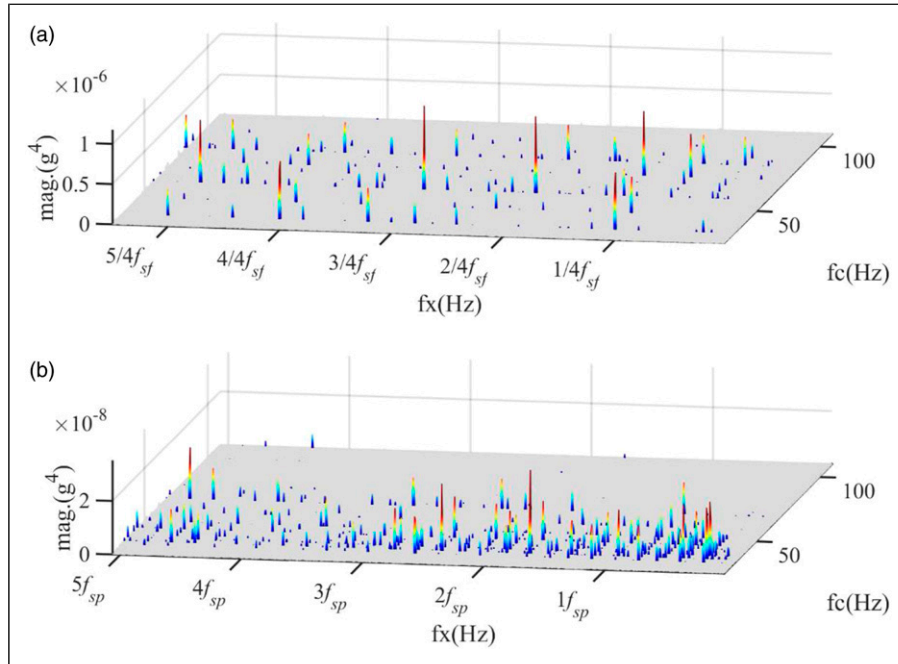 (a)
×10⁻⁶
mag.(g⁴)
1
0.5
0
5/4f_sf
4/4f_sf
3/4f_sf
2/4f_sf
1/4f_sf
fx(Hz)
50
100
fc(Hz)
(b)
×10⁻⁸
mag.(g⁴)
2
0
5f_sp
4f_sp
3f_sp
2f_sp
1f_sp
fx(Hz)
50
100
fc(Hz)